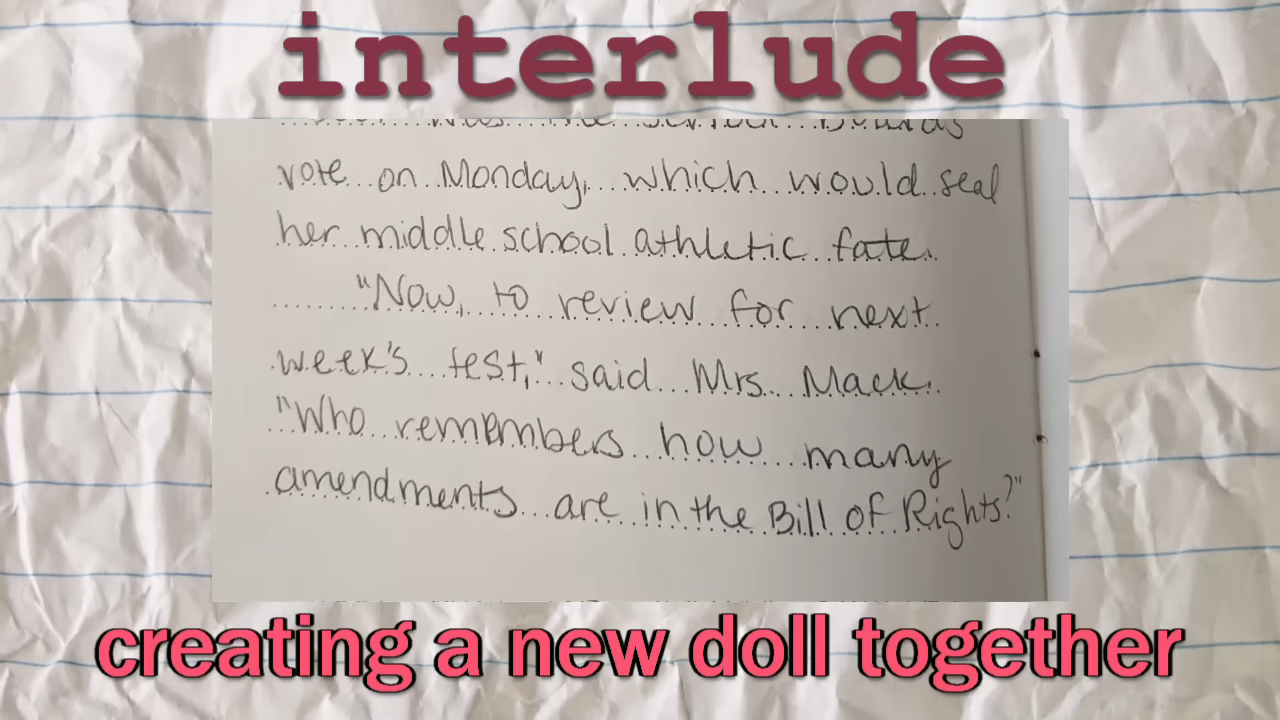 interlude
vote on Monday, which would seal
her middle school athletic fate.
"Now, to review for next
week's test," said Mrs. Mack.
"Who remembers how many
amendments are in the Bill of Rights?"
creating a new doll together